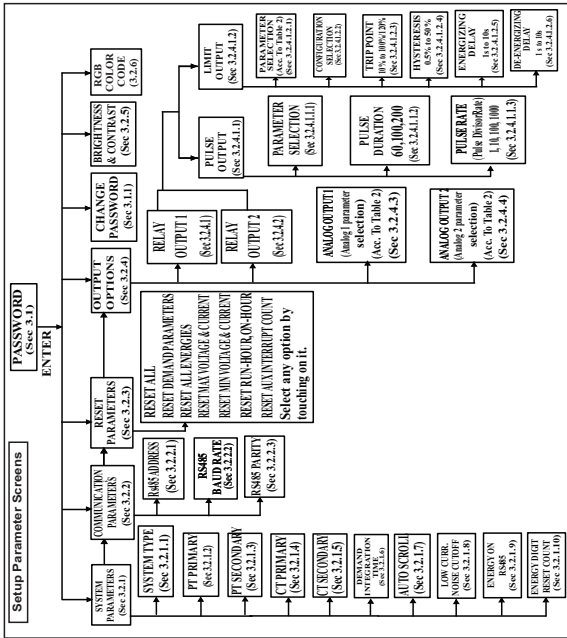 Setup Parameter Screens
PASSWORD
(Sec 3.1)
ENTER
SYSTEM
PARAMETERS
(Sec 3.2.1)
COMMUNICATION
PARAMETERS
(Sec 3.2.2)
RESET
PARAMETERS
(Sec 3.2.3)
OUTPUT
OPTIONS
(Sec 3.2.4)
CHANGE
PASSWORD
(Sec 3.1.1)
BRIGHTNESS
& CONTRAST
(Sec 3.2.5)
RGB
COLOR
CODE
(3.2.6)
SYSTEM TYPE
(Sec 3.2.1.1)
PT PRIMARY
(Sec 3.2.1.2)
PT SECONDARY
(Sec 3.2.1.3)
CT PRIMARY
(Sec 3.2.1.4)
CT SECONDARY
(Sec 3.2.1.5)
DEMAND
INTEGRATION
TIME
(Sec 3.2.1.6)
AUTO SCROLL
(Sec 3.2.1.7)
LOW CURR.
NOISE CUTOFF
(Sec 3.2.1.8)
ENERGY ON
RS485
(Sec 3.2.1.9)
ENERGY DIGIT
RESET COUNT
(Sec 3.2.1.10)
Rs485 ADDRESS
(Sec 3.2.2.1)
RS485
BAUD RATE
(Sec 3.2.2.2)
RS485 PARITY
(Sec 3.2.2.3)
RESET ALL
RESET DEMAND PARAMETERS
RESET ALL ENERGIES
RESET MAX VOLTAGE & CURRENT
RESET MIN VOLTAGE & CURRENT
RESET RUN-HOUR, ON-HOUR
RESET AUX INTERRUPT COUNT
Select any option by
touching on it.
RELAY
OUTPUT 1
(Sec 3.2.4.1)
RELAY
OUTPUT 2
(Sec 3.2.4.2)
ANALOG OUTPUT 1
(Analog 1 parameter
selection)
(Acc. To Table 2)
(Sec 3.2.4.3)
ANALOG OUTPUT 2
(Analog 2 parameter
selection)
(Acc. To Table 2)
(Sec 3.2.4.4)
PULSE
OUTPUT
(Sec 3.2.4.1.1)
PARAMETER
SELECTION
(Sec 3.2.4.1.1.1)
PULSE
DURATION
60,100,200
(Sec 3.2.4.1.1.2)
PULSE RATE
(Pulse DivisorRate)
1, 10, 100, 1000
(Sec 3.2.4.1.1.3)
LIMIT
OUTPUT
(Sec 3.2.4.1.2)
PARAMETER
SELECTION
(Acc. To Table 2)
(Sec 3.2.4.1.2.1)
CONFIGURATION
SELECTION
(Sec 3.2.4.1.2.2)
TRIP POINT
10% to 100%/120%
(Sec 3.2.4.1.2.3)
HYSTERESIS
0.5% to 50 %
(Sec 3.2.4.1.2.4)
ENERGIZING
DELAY
1s to 10s
(Sec 3.2.4.1.2.5)
DE-ENERGIZING
DELAY
1s to 10s
(Sec 3.2.4.1.2.6)